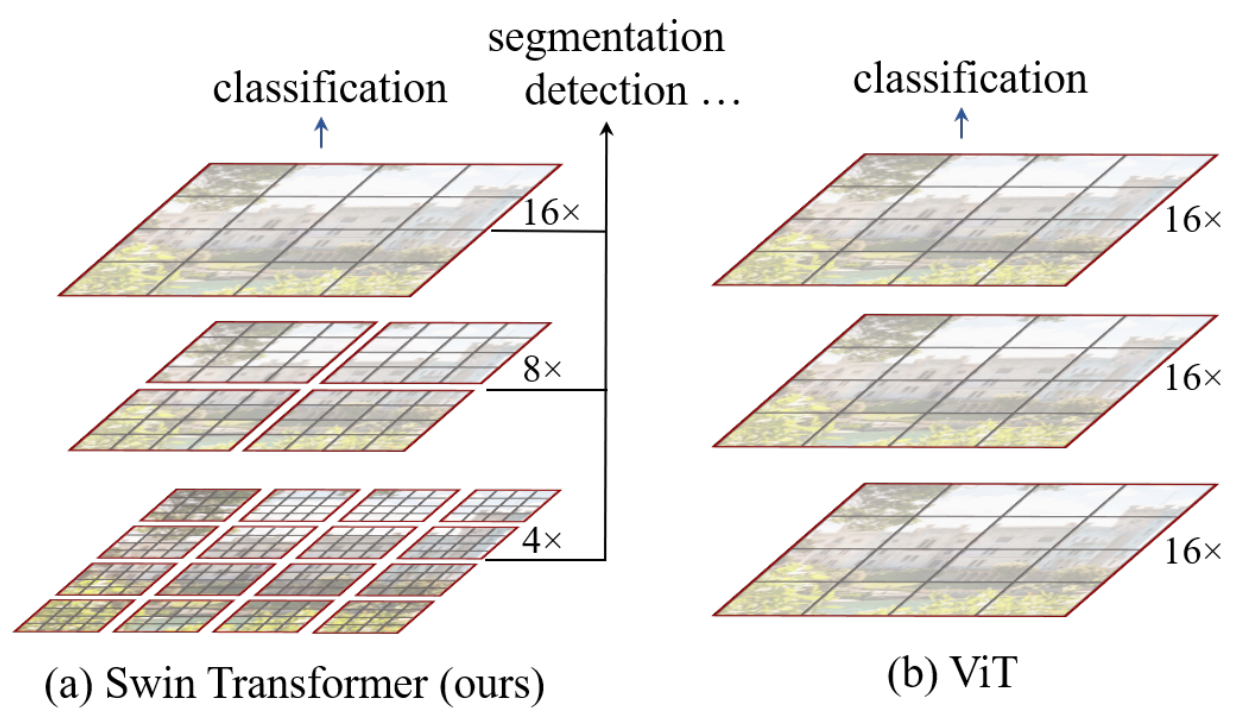 segmentation
detection …
classification
16×
8×
4×
(a) Swin Transformer (ours)
classification
16×
16×
16×
(b) ViT